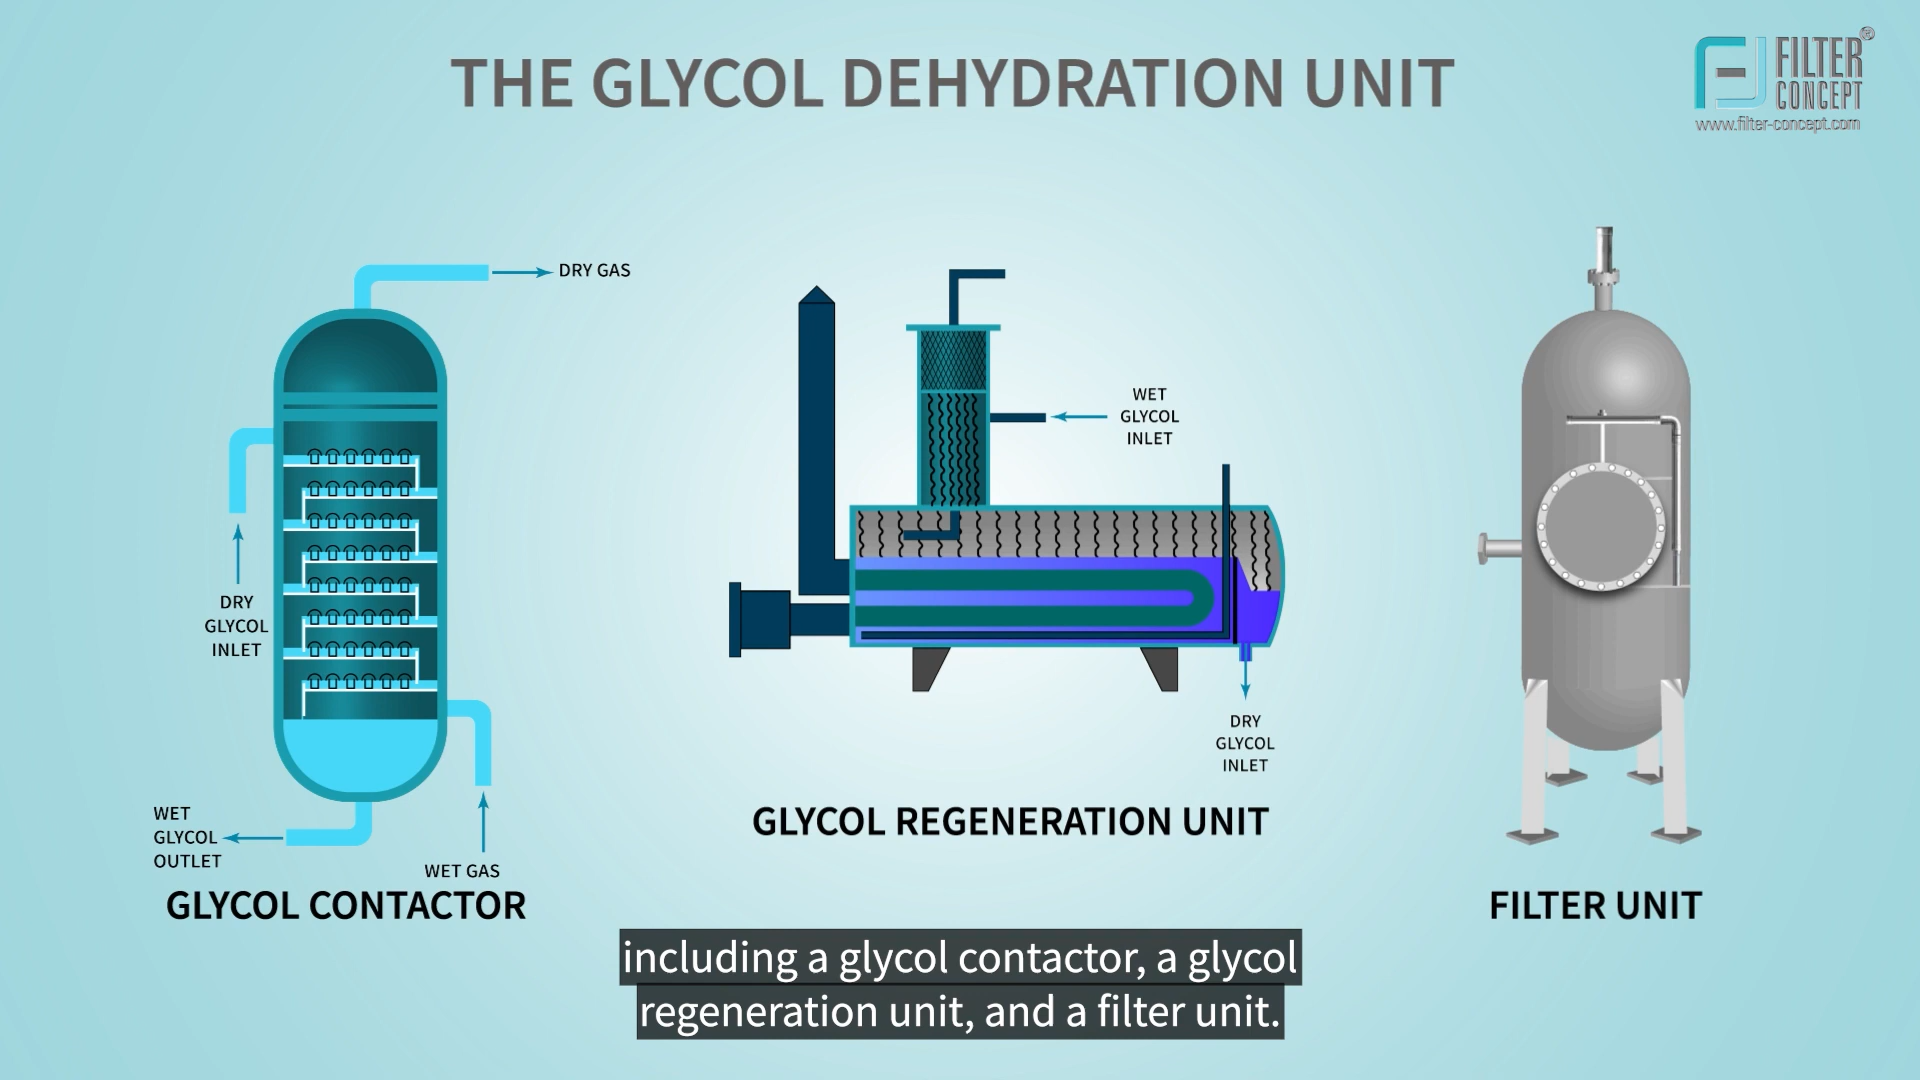 THE GLYCOL DEHYDRATION UNIT
FILTER
CONCEPT
®
www.filter-concept.com
DRY GAS
DRY
GLYCOL
INLET
WET
GLYCOL
OUTLET
WET GAS
GLYCOL CONTACTOR
WET
GLYCOL
INLET
DRY
GLYCOL
INLET
GLYCOL REGENERATION UNIT
FILTER UNIT
including a glycol contactor, a glycol
regeneration unit, and a filter unit.